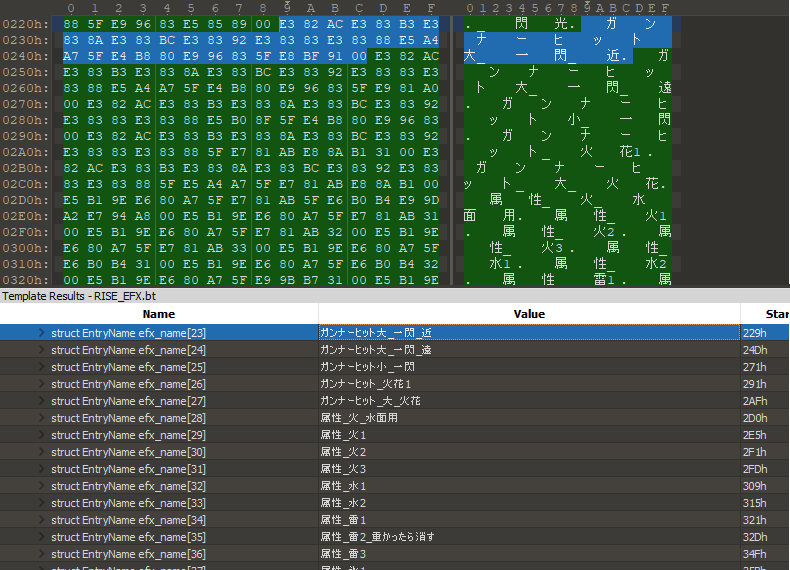 0 1 2 3 4 5 6 7 8 9 A B C D E F 0123456789ABCDEF
0220h: 88 5F E9 96 83 E5 85 89 00 E3 82 AC E3 83 B3 E3 ._ 閃光. ガン
0230h: 83 8A E3 83 BC E3 83 92 E3 83 83 E3 83 88 E5 A4 ナーヒット
0240h: A7 5F E4 B8 80 E9 96 83 5F E8 BF 91 00 E3 82 AC 大_ 一閃_ 近. ガ
0250h: E3 83 B3 E3 83 8A E3 83 BC E3 83 92 E3 83 83 E3 ンナーヒッ
0260h: 83 88 E5 A4 A7 5F E4 B8 80 E9 96 83 5F E9 81 A0 ト大_ 一閃_ 遠
0270h: 00 E3 82 AC E3 83 B3 E3 83 8A E3 83 BC E3 83 92 . ガンナーヒ
0280h: E3 83 83 E3 83 88 E5 B0 8F 5F E4 B8 80 E9 96 83 ット小_ 一閃
0290h: 00 E3 82 AC E3 83 B3 E3 83 8A E3 83 BC E3 83 92 . ガンナーヒ
02A0h: E3 83 83 E3 83 88 5F E7 81 AB E8 8A B1 31 00 E3 ット_ 火花1.
02B0h: 82 AC E3 83 B3 E3 83 8A E3 83 BC E3 83 92 E3 83 ガンナーヒ
02C0h: 83 E3 83 88 5F E5 A4 A7 5F E7 81 AB E8 8A B1 00 ット_ 大_ 火花.
02D0h: E5 B1 9E E6 80 A7 5F E7 81 AB 5F E6 B0 B4 E9 9D 属性_ 火_ 水
02E0h: A2 E7 94 A8 00 E5 B1 9E E6 80 A7 5F E7 81 AB 31 面用. 属性_ 火1
02F0h: 00 E5 B1 9E E6 80 A7 5F E7 81 AB 32 00 E5 B1 9E . 属性_ 火2. 属
0300h: E6 80 A7 5F E7 81 AB 33 00 E5 B1 9E E6 80 A7 5F 性_ 火3. 属性_
0310h: E6 B0 B4 31 00 E5 B1 9E E6 80 A7 5F E6 B0 B4 32 水1. 属性_ 水2
0320h: 00 E5 B1 9E E6 80 A7 5F E9 9B B7 31 00 E5 B1 9E . 属性_ 雷1. 属
Template Results - RISE_EFX.bt
Name Value Star
struct EntryName efx_name[23] ガンナーヒット大_一閃_近 229h
struct EntryName efx_name[24] ガンナーヒット大_一閃_遠 24Dh
struct EntryName efx_name[25] ガンナーヒット小_一閃 271h
struct EntryName efx_name[26] ガンナーヒット_火花1 291h
struct EntryName efx_name[27] ガンナーヒット_大_火花 2AFh
struct EntryName efx_name[28] 属性_火_水面用 2D0h
struct EntryName efx_name[29] 属性_火1 2E5h
struct EntryName efx_name[30] 属性_火2 2F1h
struct EntryName efx_name[31] 属性_火3 2FDh
struct EntryName efx_name[32] 属性_水1 309h
struct EntryName efx_name[33] 属性_水2 315h
struct EntryName efx_name[34] 属性_雷1 321h
struct EntryName efx_name[35] 属性_雷2_重かったら消す 32Dh
struct EntryName efx_name[36] 属性_雷3 34Fh